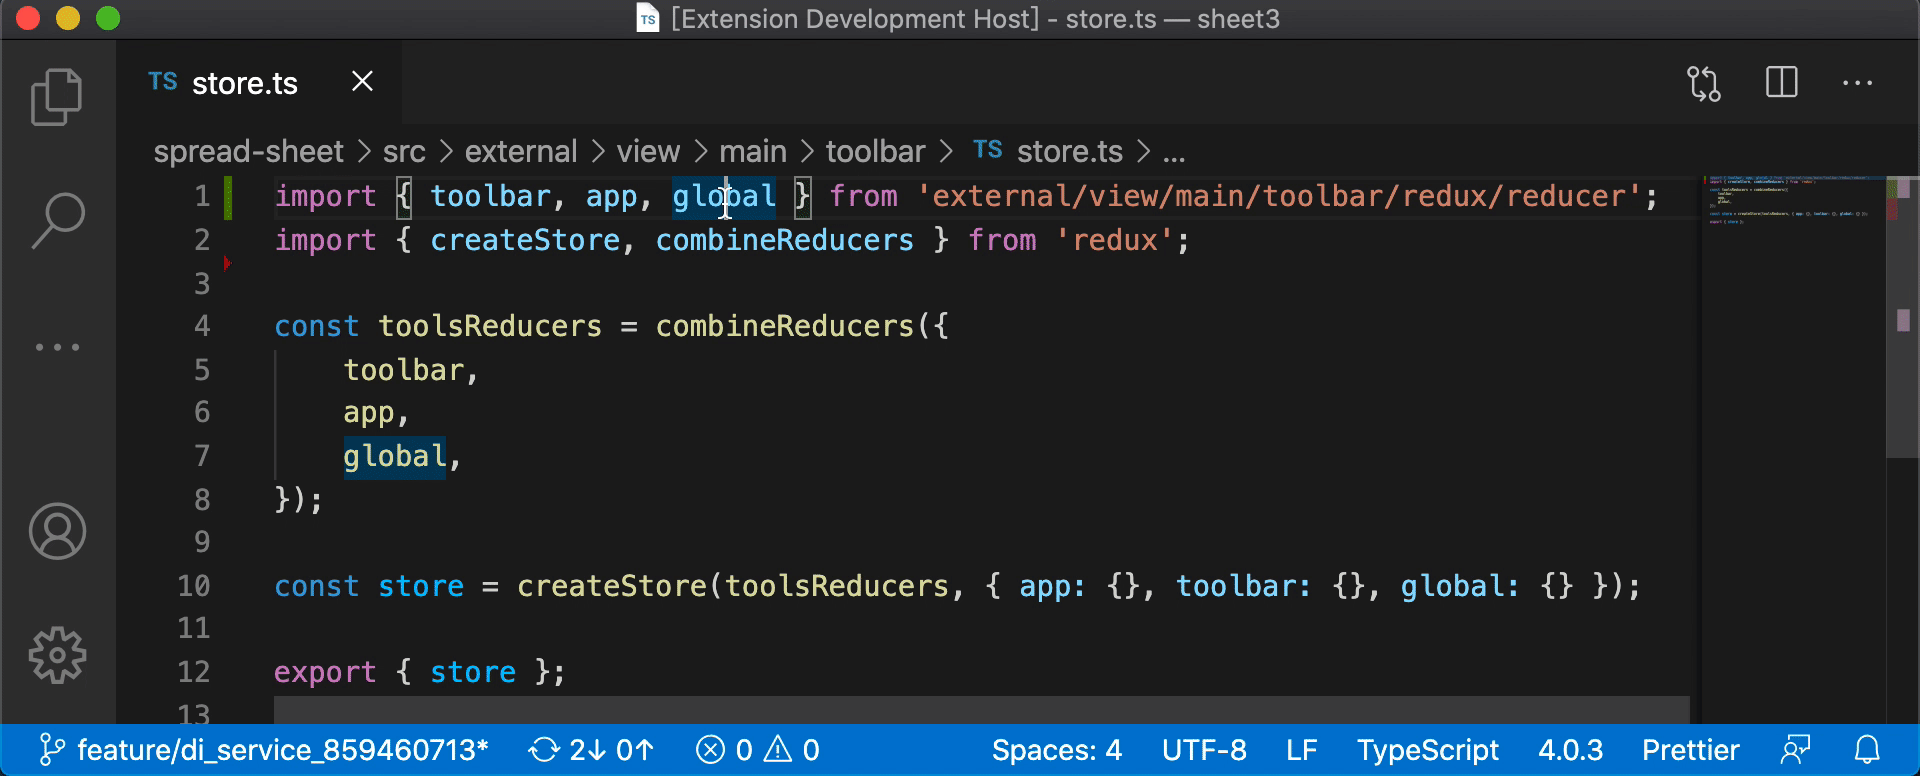 TS [Extension Development Host] - store.ts — sheet3
TS store.ts
spread-sheet > src > external > view > main > toolbar > TS store.ts > ...
1 import { toolbar, app, global } from 'external/view/main/toolbar/redux/reducer';
2 import { createStore, combineReducers } from 'redux';
3
4 const toolsReducers = combineReducers({
5 toolbar,
6 app,
7 global,
8 });
9
10 const store = createStore(toolsReducers, { app: {}, toolbar: {}, global: {} });
11
12 export { store };
13
feature/di_service_859460713* 2↓ 0↑ 0 0 Spaces: 4 UTF-8 LF TypeScript 4.0.3 Prettier